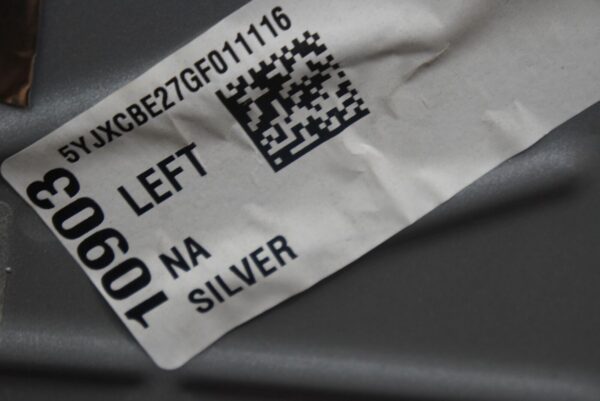 5YJXCBE27GF011116
10903
LEFT
NA
SILVER